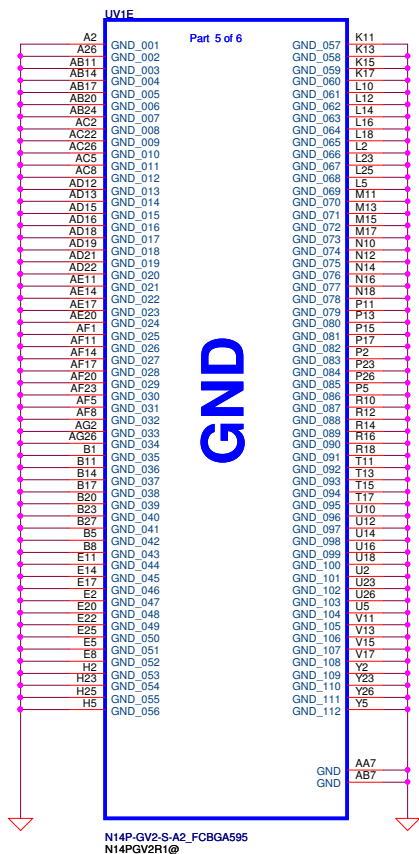 UV1E
Part 5 of 6
A2 GND_001 GND_057 K11
A26 GND_002 GND_058 K13
AB11 GND_003 GND_059 K15
AB14 GND_004 GND_060 K17
AB17 GND_005 GND_061 L10
AB20 GND_006 GND_062 L12
AB24 GND_007 GND_063 L14
AC2 GND_008 GND_064 L16
AC22 GND_009 GND_065 L18
AC26 GND_010 GND_066 L2
AC5 GND_011 GND_067 L23
AC8 GND_012 GND_068 L25
AD12 GND_013 GND_069 L5
AD13 GND_014 GND_070 M11
AD15 GND_015 GND_071 M13
AD16 GND_016 GND_072 M15
AD18 GND_017 GND_073 M17
AD19 GND_018 GND_074 N10
AD21 GND_019 GND_075 N12
AD22 GND_020 GND_076 N14
AE11 GND_021 GND_077 N16
AE14 GND_022 GND_078 N18
AE17 GND_023 GND_079 P11
AE20 GND_024 GND_080 P13
AF1 GND_025 GND_081 P15
AF11 GND_026 GND_082 P17
AF14 GND_027 GND_083 P2
AF17 GND_028 GND_084 P23
AF20 GND_029 GND_085 P26
AF23 GND_030 GND_086 P5
AF5 GND_031 GND_087 R10
AF8 GND_032 GND_088 R12
AG2 GND_033 GND_089 R14
AG26 GND_034 GND_090 R16
B1 GND_035 GND_091 R18
B11 GND_036 GND_092 T11
B14 GND_037 GND_093 T13
B17 GND_038 GND_094 T15
B20 GND_039 GND_095 T17
B23 GND_040 GND_096 U10
B27 GND_041 GND_097 U12
B5 GND_042 GND_098 U14
B8 GND_043 GND_099 U16
E11 GND_044 GND_100 U18
E14 GND_045 GND_101 U2
E17 GND_046 GND_102 U23
E2 GND_047 GND_103 U26
E20 GND_048 GND_104 U5
E22 GND_049 GND_105 V11
E25 GND_050 GND_106 V13
E5 GND_051 GND_107 V15
E8 GND_052 GND_108 V17
H2 GND_053 GND_109 Y2
H23 GND_054 GND_110 Y23
H25 GND_055 GND_111 Y26
H5 GND_056 GND_112 Y5
GND
GND AA7
GND AB7
N14P-GV2-S-A2_FCBGA595
N14PGV2R1@